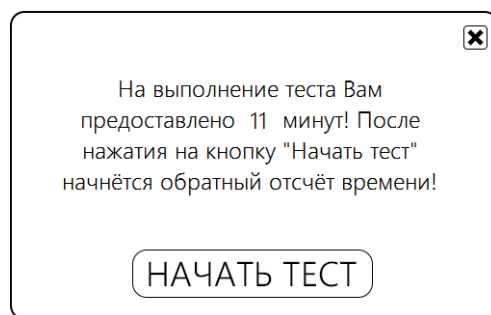 На выполнение теста Вам
предоставлено 11 минут! После
нажатия на кнопку "Начать тест"
начнётся обратный отсчёт времени!
НАЧАТЬ ТЕСТ